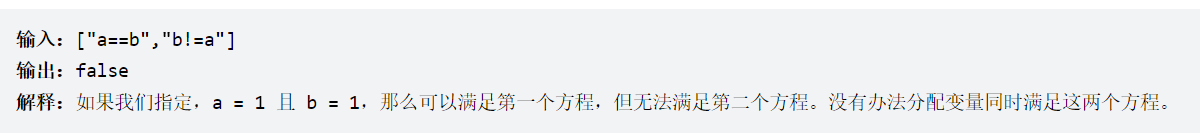 输入：["a==b","b!=a"]
输出：false
解释：如果我们指定，a = 1 且 b = 1，那么可以满足第一个方程，但无法满足第二个方程。没有办法分配变量同时满足这两个方程。